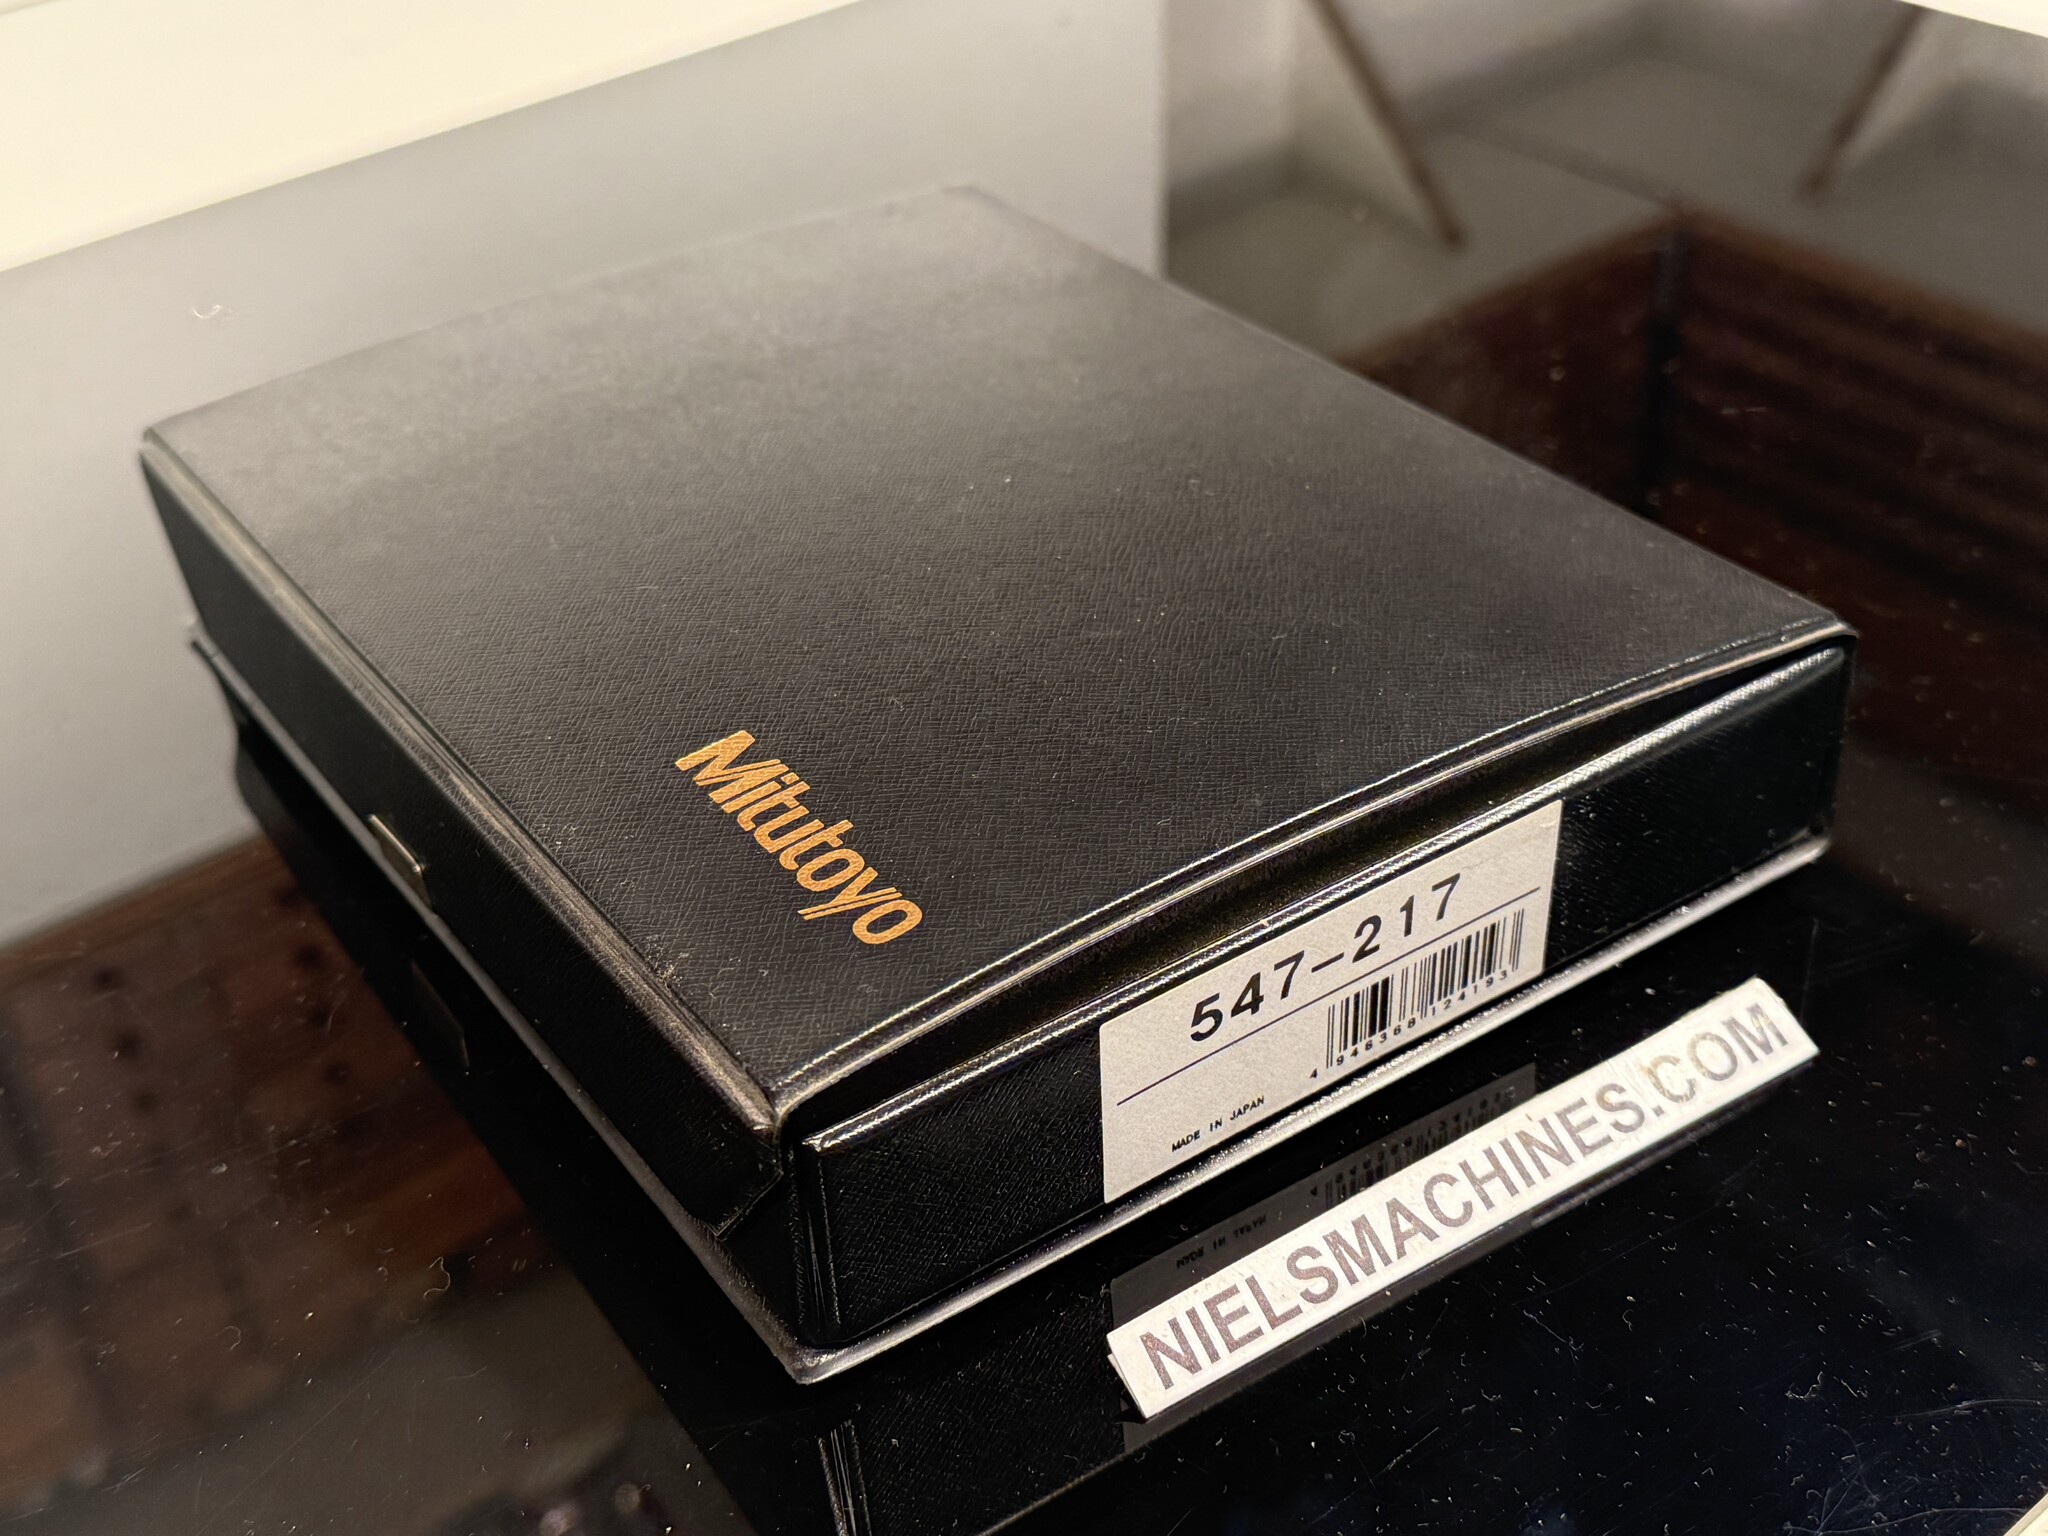 Mitutoyo
547-217
4 948368 124193
MADE IN JAPAN
NIELSMACHINES.COM